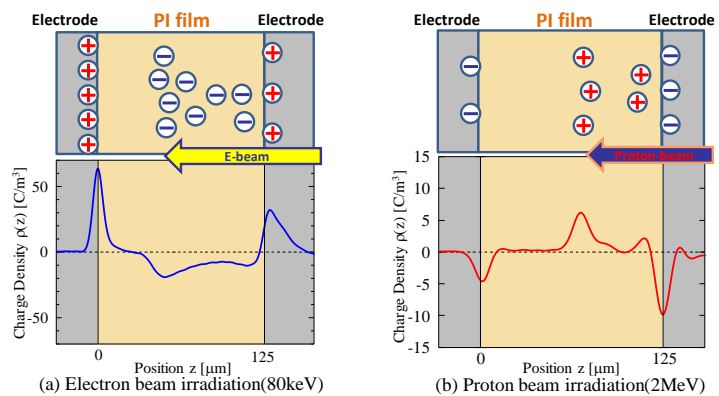 Electrode PI film Electrode
E-beam
Charge Density ρ(z) [C/m³]
50
0
-50
0 125
Position z [μm]
(a) Electron beam irradiation(80keV)
Electrode PI film Electrode
Proton-beam
Charge Density ρ(z) [C/m³]
15
10
5
0
-5
-10
-15
0 125
Position z [μm]
(b) Proton beam irradiation(2MeV)